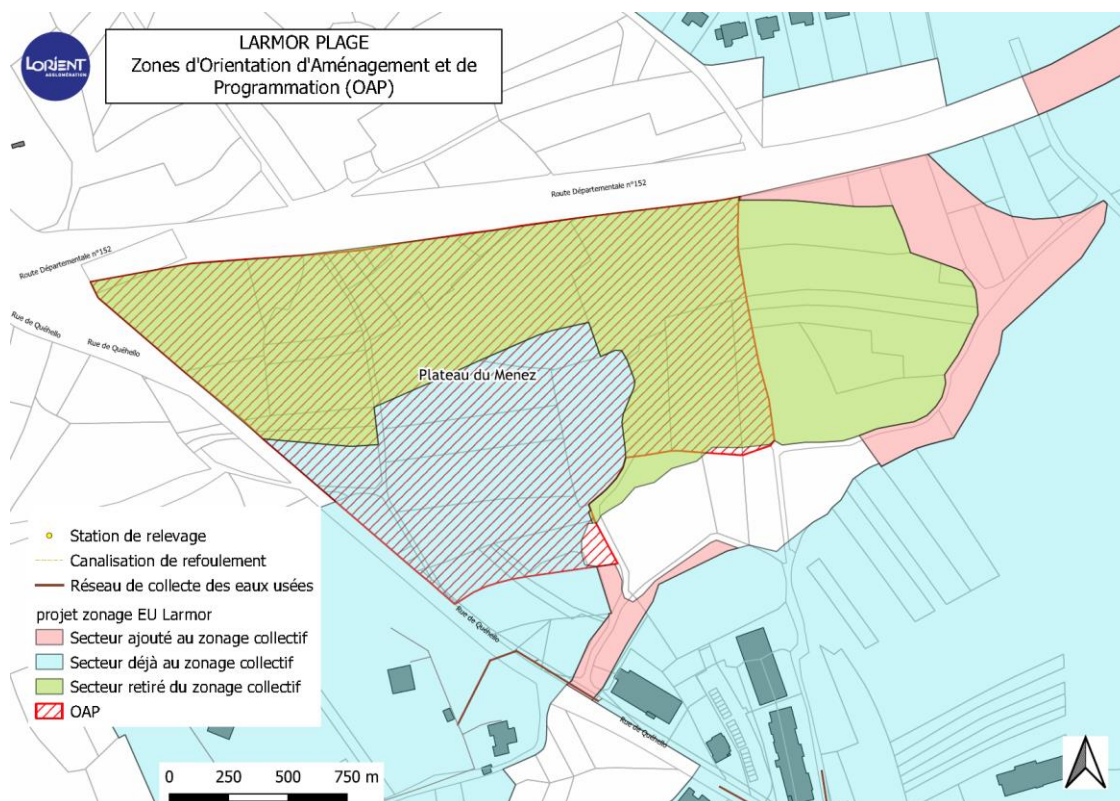 LORIENT
AGGLOMÉRATION
LARMOR PLAGE
Zones d'Orientation d'Aménagement et de
Programmation (OAP)
Route Départementale n°152
Route Départementale n°152
Rue de Quéhello
Rue de Quéhello
Plateau du Menez
Station de relevage
Canalisation de refoulement
Réseau de collecte des eaux usées
projet zonage EU Larmor
Secteur ajouté au zonage collectif
Secteur déjà au zonage collectif
Secteur retiré du zonage collectif
OAP
Rue de Quéhello
Rue de Quéhello
0 250 500 750 m